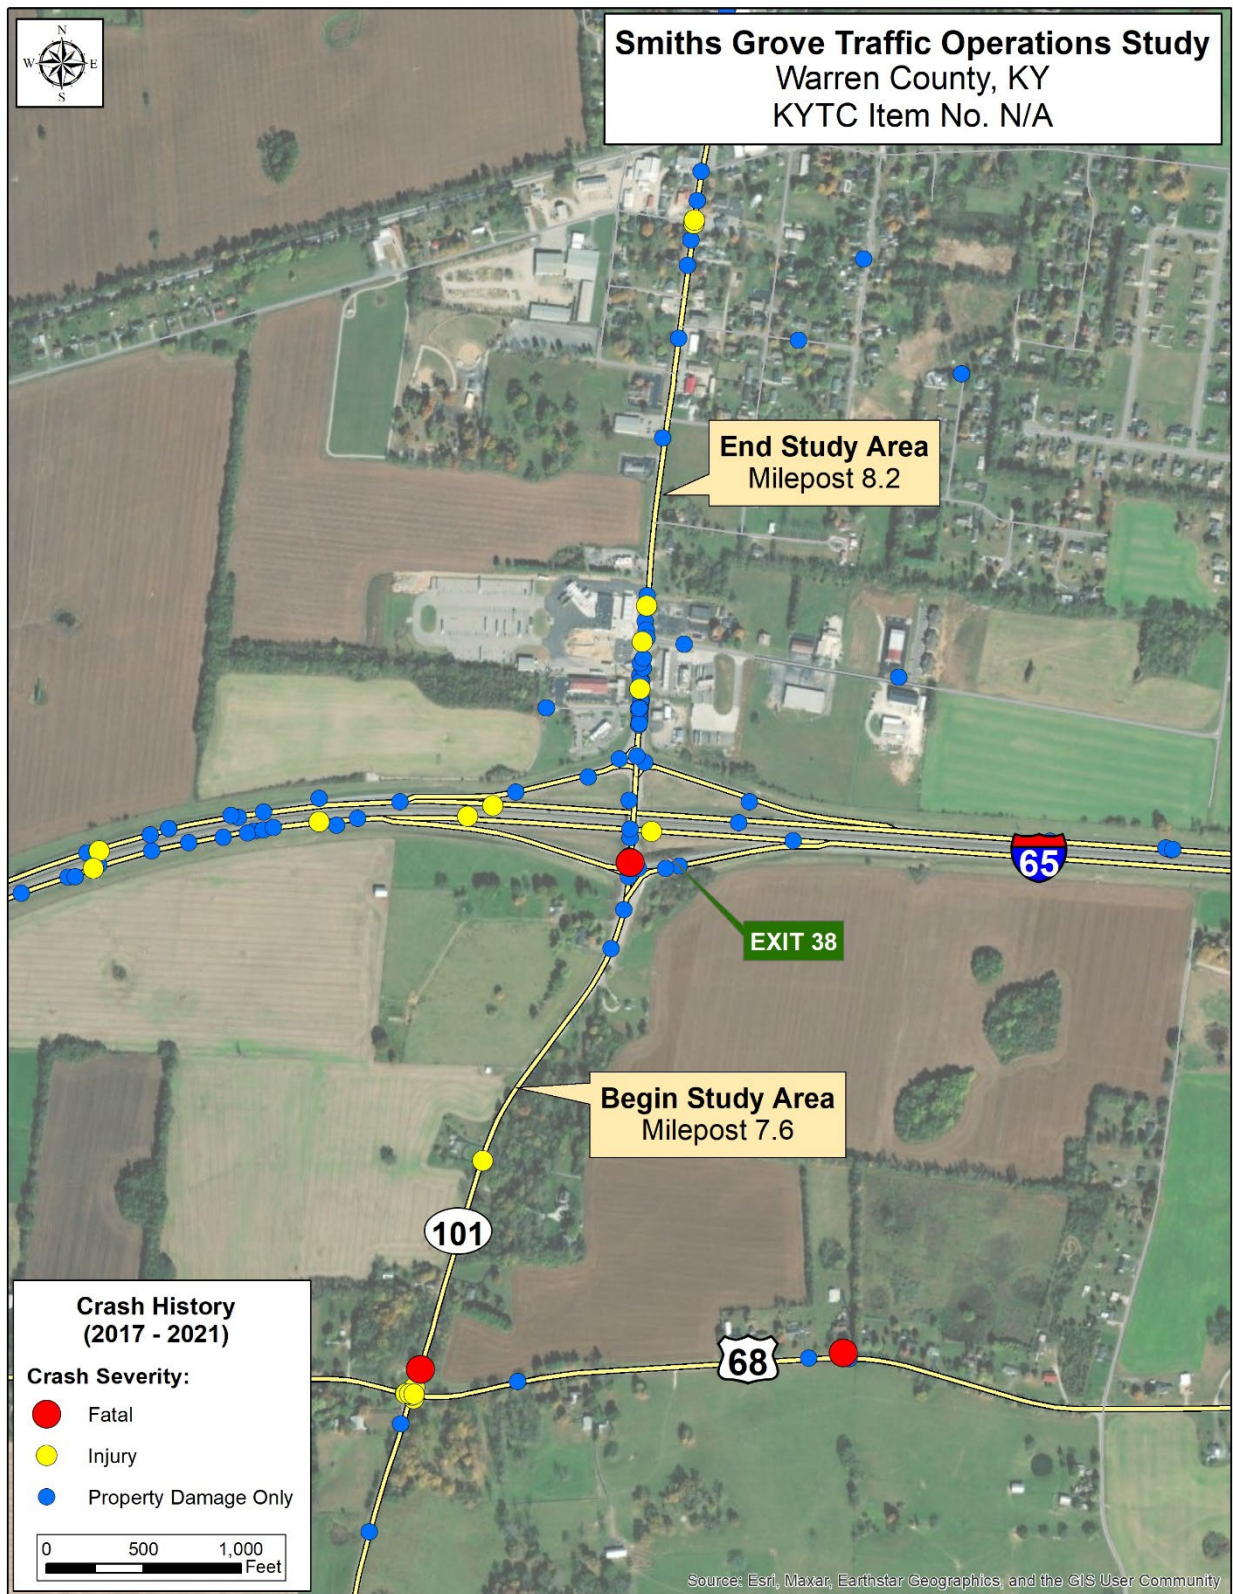 N
W E
S
Smiths Grove Traffic Operations Study
Warren County, KY
KYTC Item No. N/A
End Study Area
Milepost 8.2
65
EXIT 38
Begin Study Area
Milepost 7.6
101
68
Crash History
(2017 - 2021)
Crash Severity:
Fatal
Injury
Property Damage Only
0 500 1,000
Feet
Source: Esri, Maxar, Earthstar Geographics, and the GIS User Community